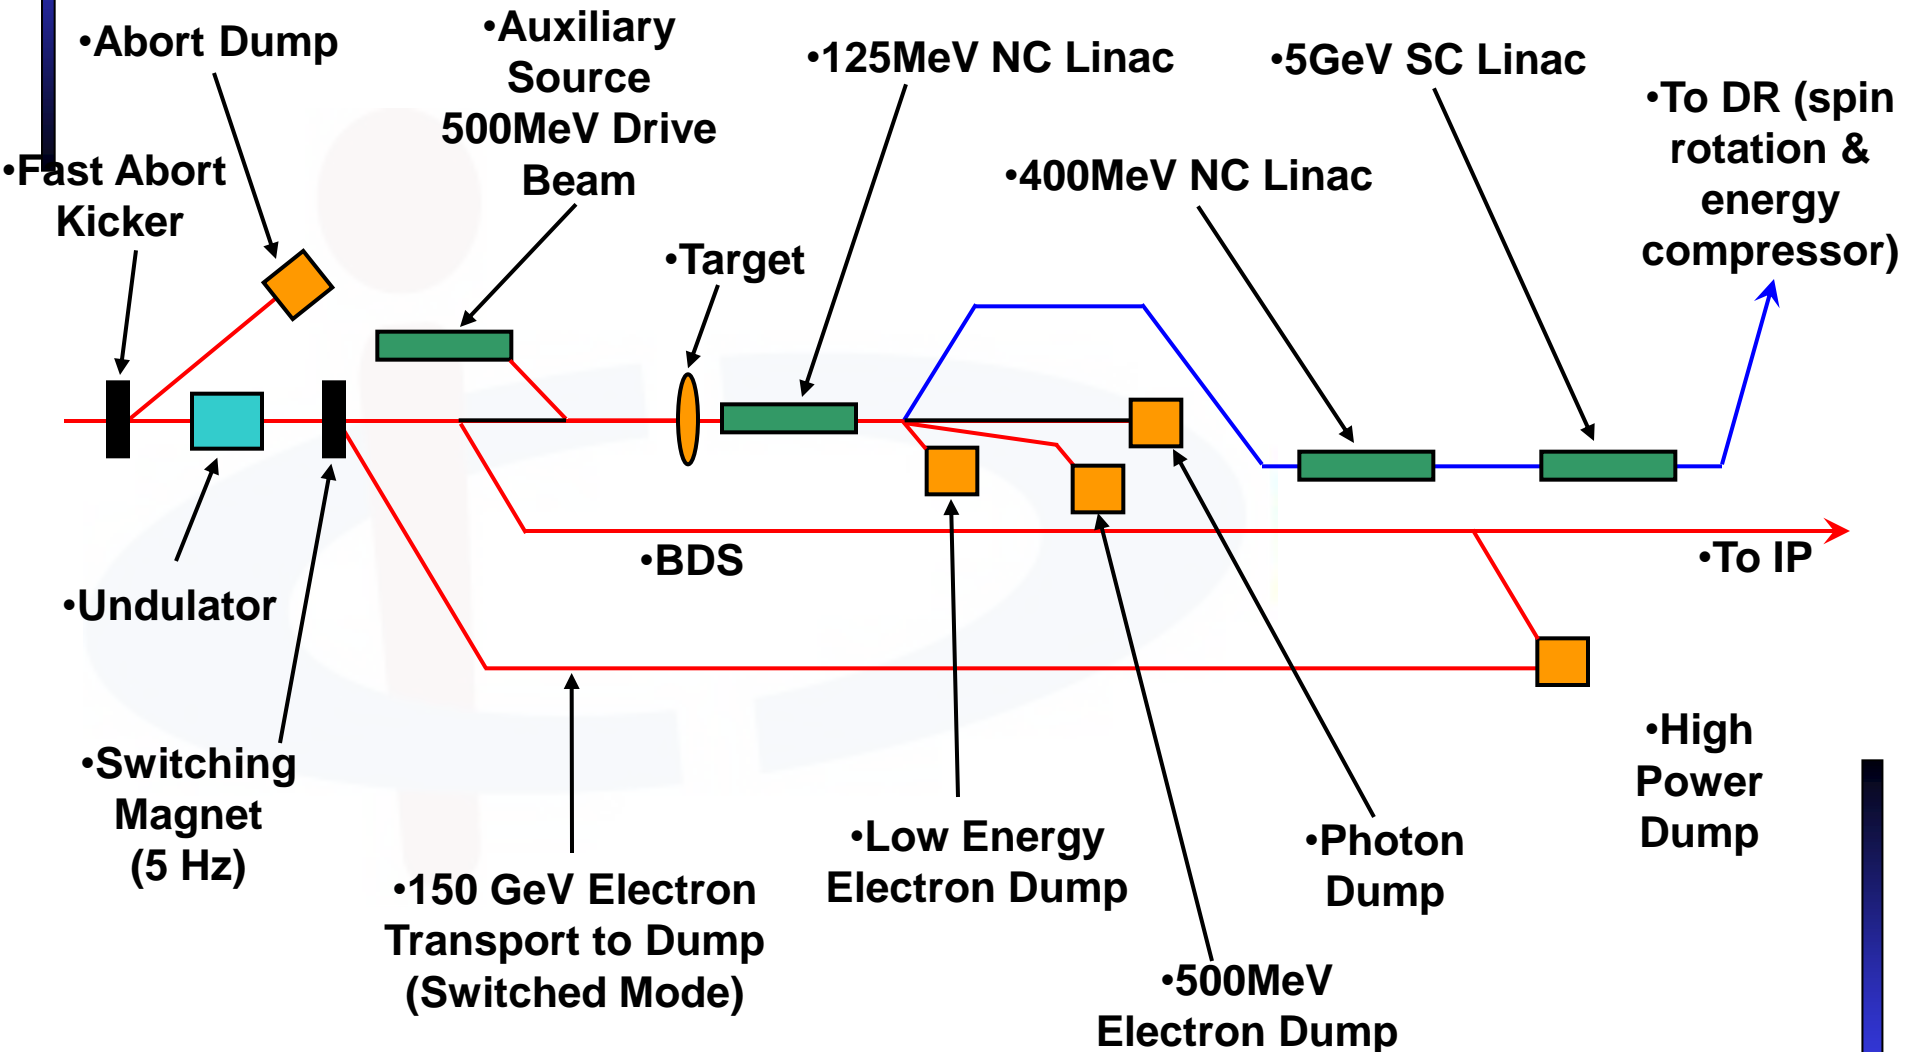 •Abort Dump
•Auxiliary
Source
500MeV Drive
Beam
•125MeV NC Linac
•5GeV SC Linac
•To DR (spin
rotation &
energy
compressor)
•Fast Abort
Kicker
•400MeV NC Linac
•Target
•BDS
•To IP
•Undulator
•Switching
Magnet
(5 Hz)
•150 GeV Electron
Transport to Dump
(Switched Mode)
•Low Energy
Electron Dump
•Photon
Dump
•High
Power
Dump
•500MeV
Electron Dump